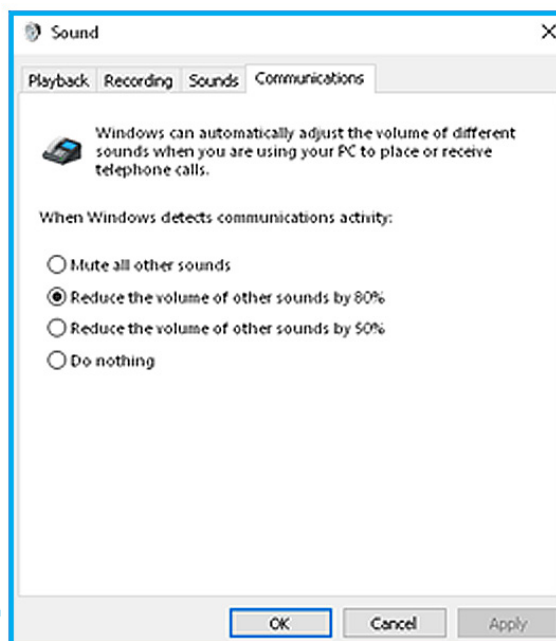 Sound
Playback Recording Sounds Communications
Windows can automatically adjust the volume of different
sounds when you are using your PC to place or receive
telephone calls.
When Windows detects communications activity:
Mute all other sounds
Reduce the volume of other sounds by 80%
Reduce the volume of other sounds by 50%
Do nothing
OK Cancel Apply